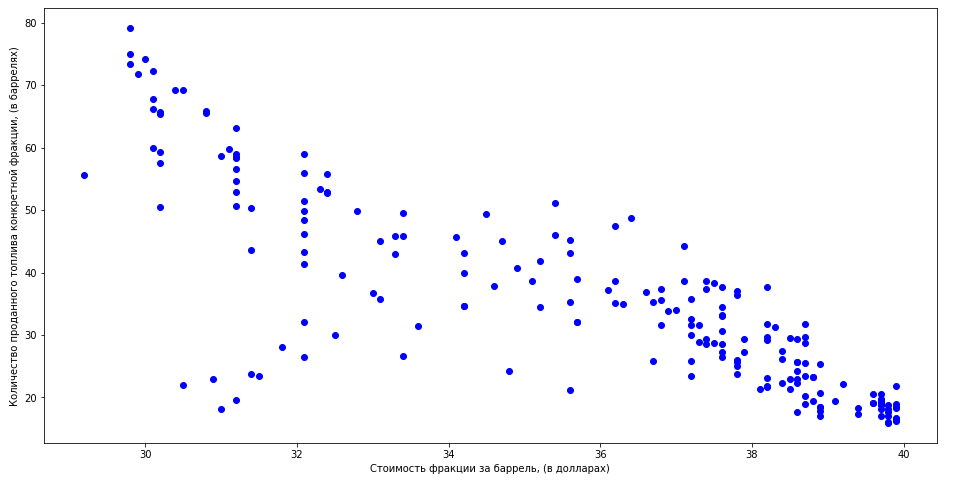 Количество проданного топлива конкретной фракции, (в баррелях)
80
70
60
50
40
30
20
30 32 34 36 38 40
Стоимость фракции за баррель, (в долларах)